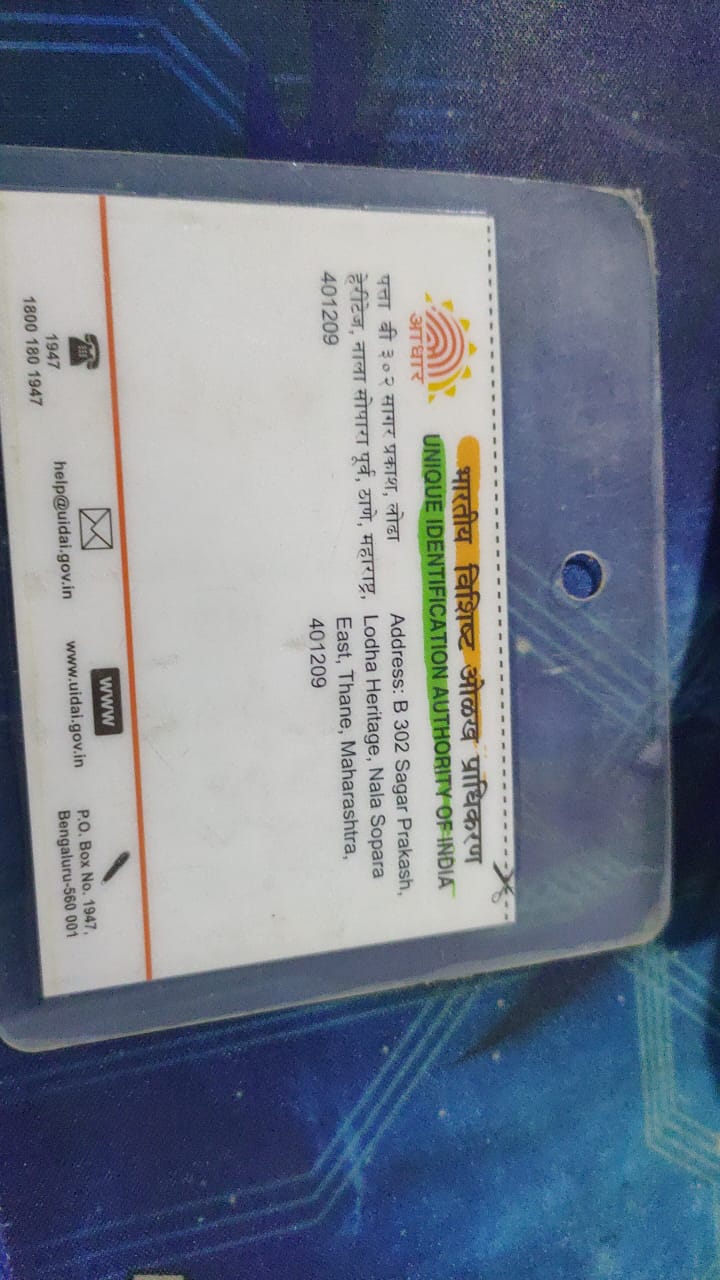 भारतीय विशिष्ट ओळख प्राधिकरण
UNIQUE IDENTIFICATION AUTHORITY OF INDIA
आधार
पत्ता बी ३०२ सागर प्रकाश, लोढा
हेरीटेज, नाला सोपारा पूर्व, ठाणे, महाराष्ट्र,
401209
Address: B 302 Sagar Prakash,
Lodha Heritage, Nala Sopara
East, Thane, Maharashtra,
401209
1947
1800 180 1947
help@uidai.gov.in
www
www.uidai.gov.in
P.O. Box No. 1947,
Bengaluru-560 001